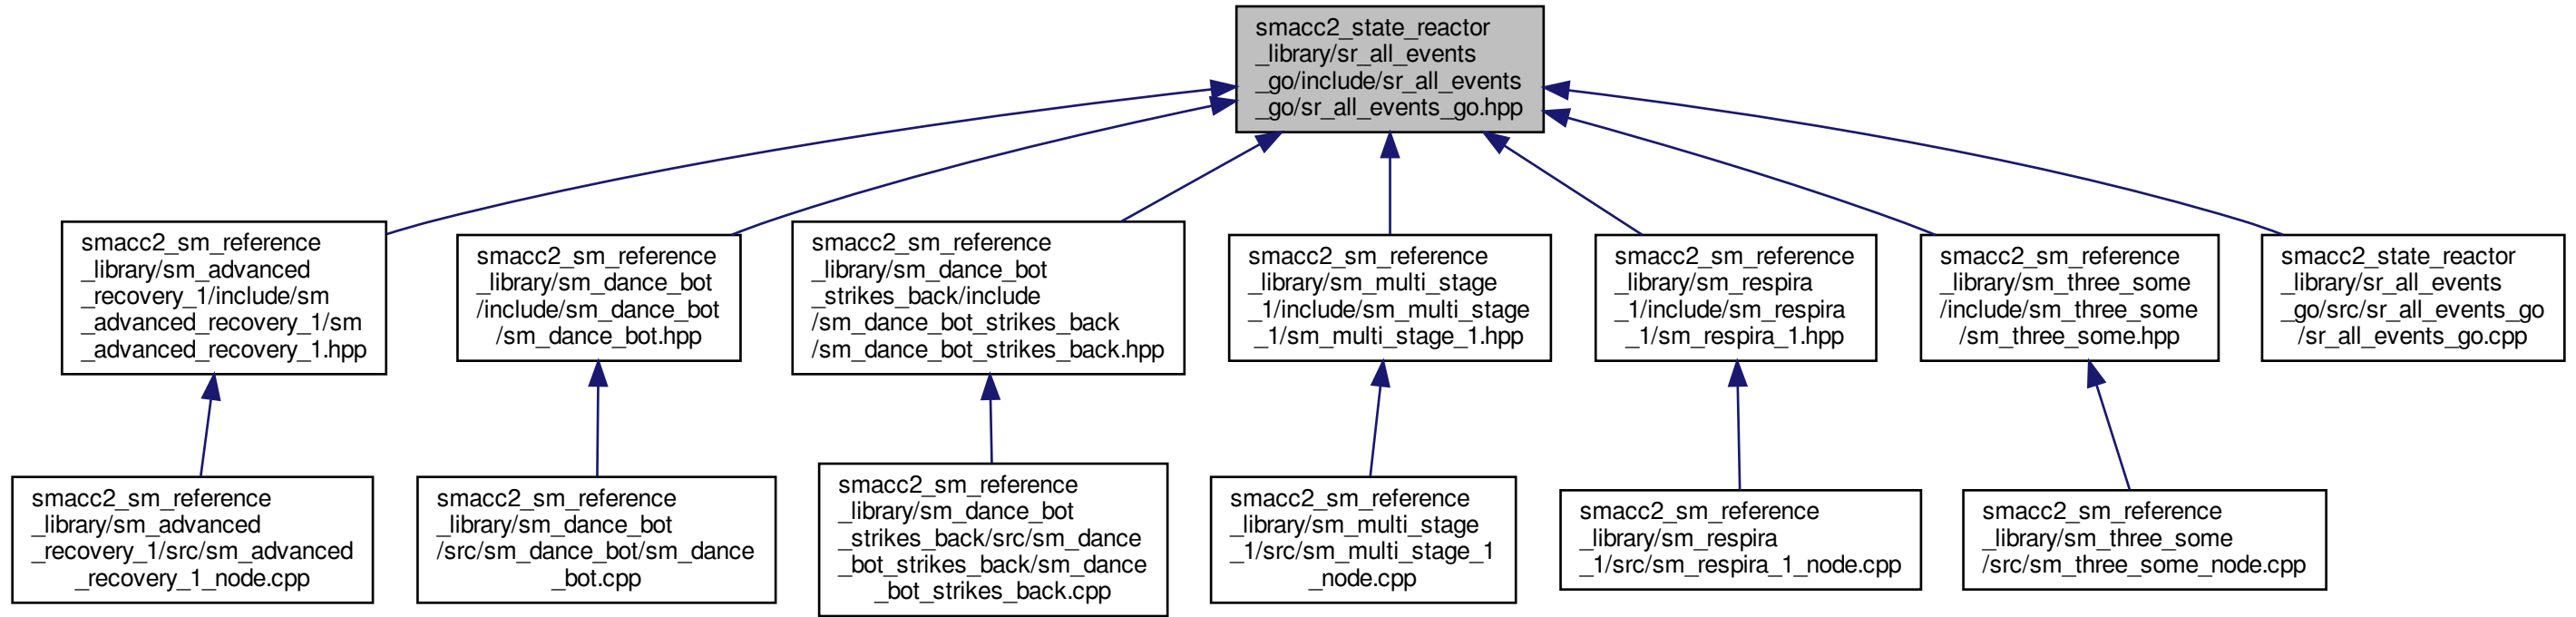 smacc2_state_reactor
_library/sr_all_events
_go/include/sr_all_events
_go/sr_all_events_go.hpp
smacc2_sm_reference
_library/sm_advanced
_recovery_1/include/sm
_advanced_recovery_1/sm
_advanced_recovery_1.hpp
smacc2_sm_reference
_library/sm_dance_bot
/include/sm_dance_bot
/sm_dance_bot.hpp
smacc2_sm_reference
_library/sm_dance_bot
_strikes_back/include
/sm_dance_bot_strikes_back
/sm_dance_bot_strikes_back.hpp
smacc2_sm_reference
_library/sm_multi_stage
_1/include/sm_multi_stage
_1/sm_multi_stage_1.hpp
smacc2_sm_reference
_library/sm_respira
_1/include/sm_respira
_1/sm_respira_1.hpp
smacc2_sm_reference
_library/sm_three_some
/include/sm_three_some
/sm_three_some.hpp
smacc2_state_reactor
_library/sr_all_events
_go/src/sr_all_events_go
/sr_all_events_go.cpp
smacc2_sm_reference
_library/sm_advanced
_recovery_1/src/sm_advanced
_recovery_1_node.cpp
smacc2_sm_reference
_library/sm_dance_bot
/src/sm_dance_bot/sm_dance
_bot.cpp
smacc2_sm_reference
_library/sm_dance_bot
_strikes_back/src/sm_dance
_bot_strikes_back/sm_dance
_bot_strikes_back.cpp
smacc2_sm_reference
_library/sm_multi_stage
_1/src/sm_multi_stage_1
_node.cpp
smacc2_sm_reference
_library/sm_respira
_1/src/sm_respira_1_node.cpp
smacc2_sm_reference
_library/sm_three_some
/src/sm_three_some_node.cpp